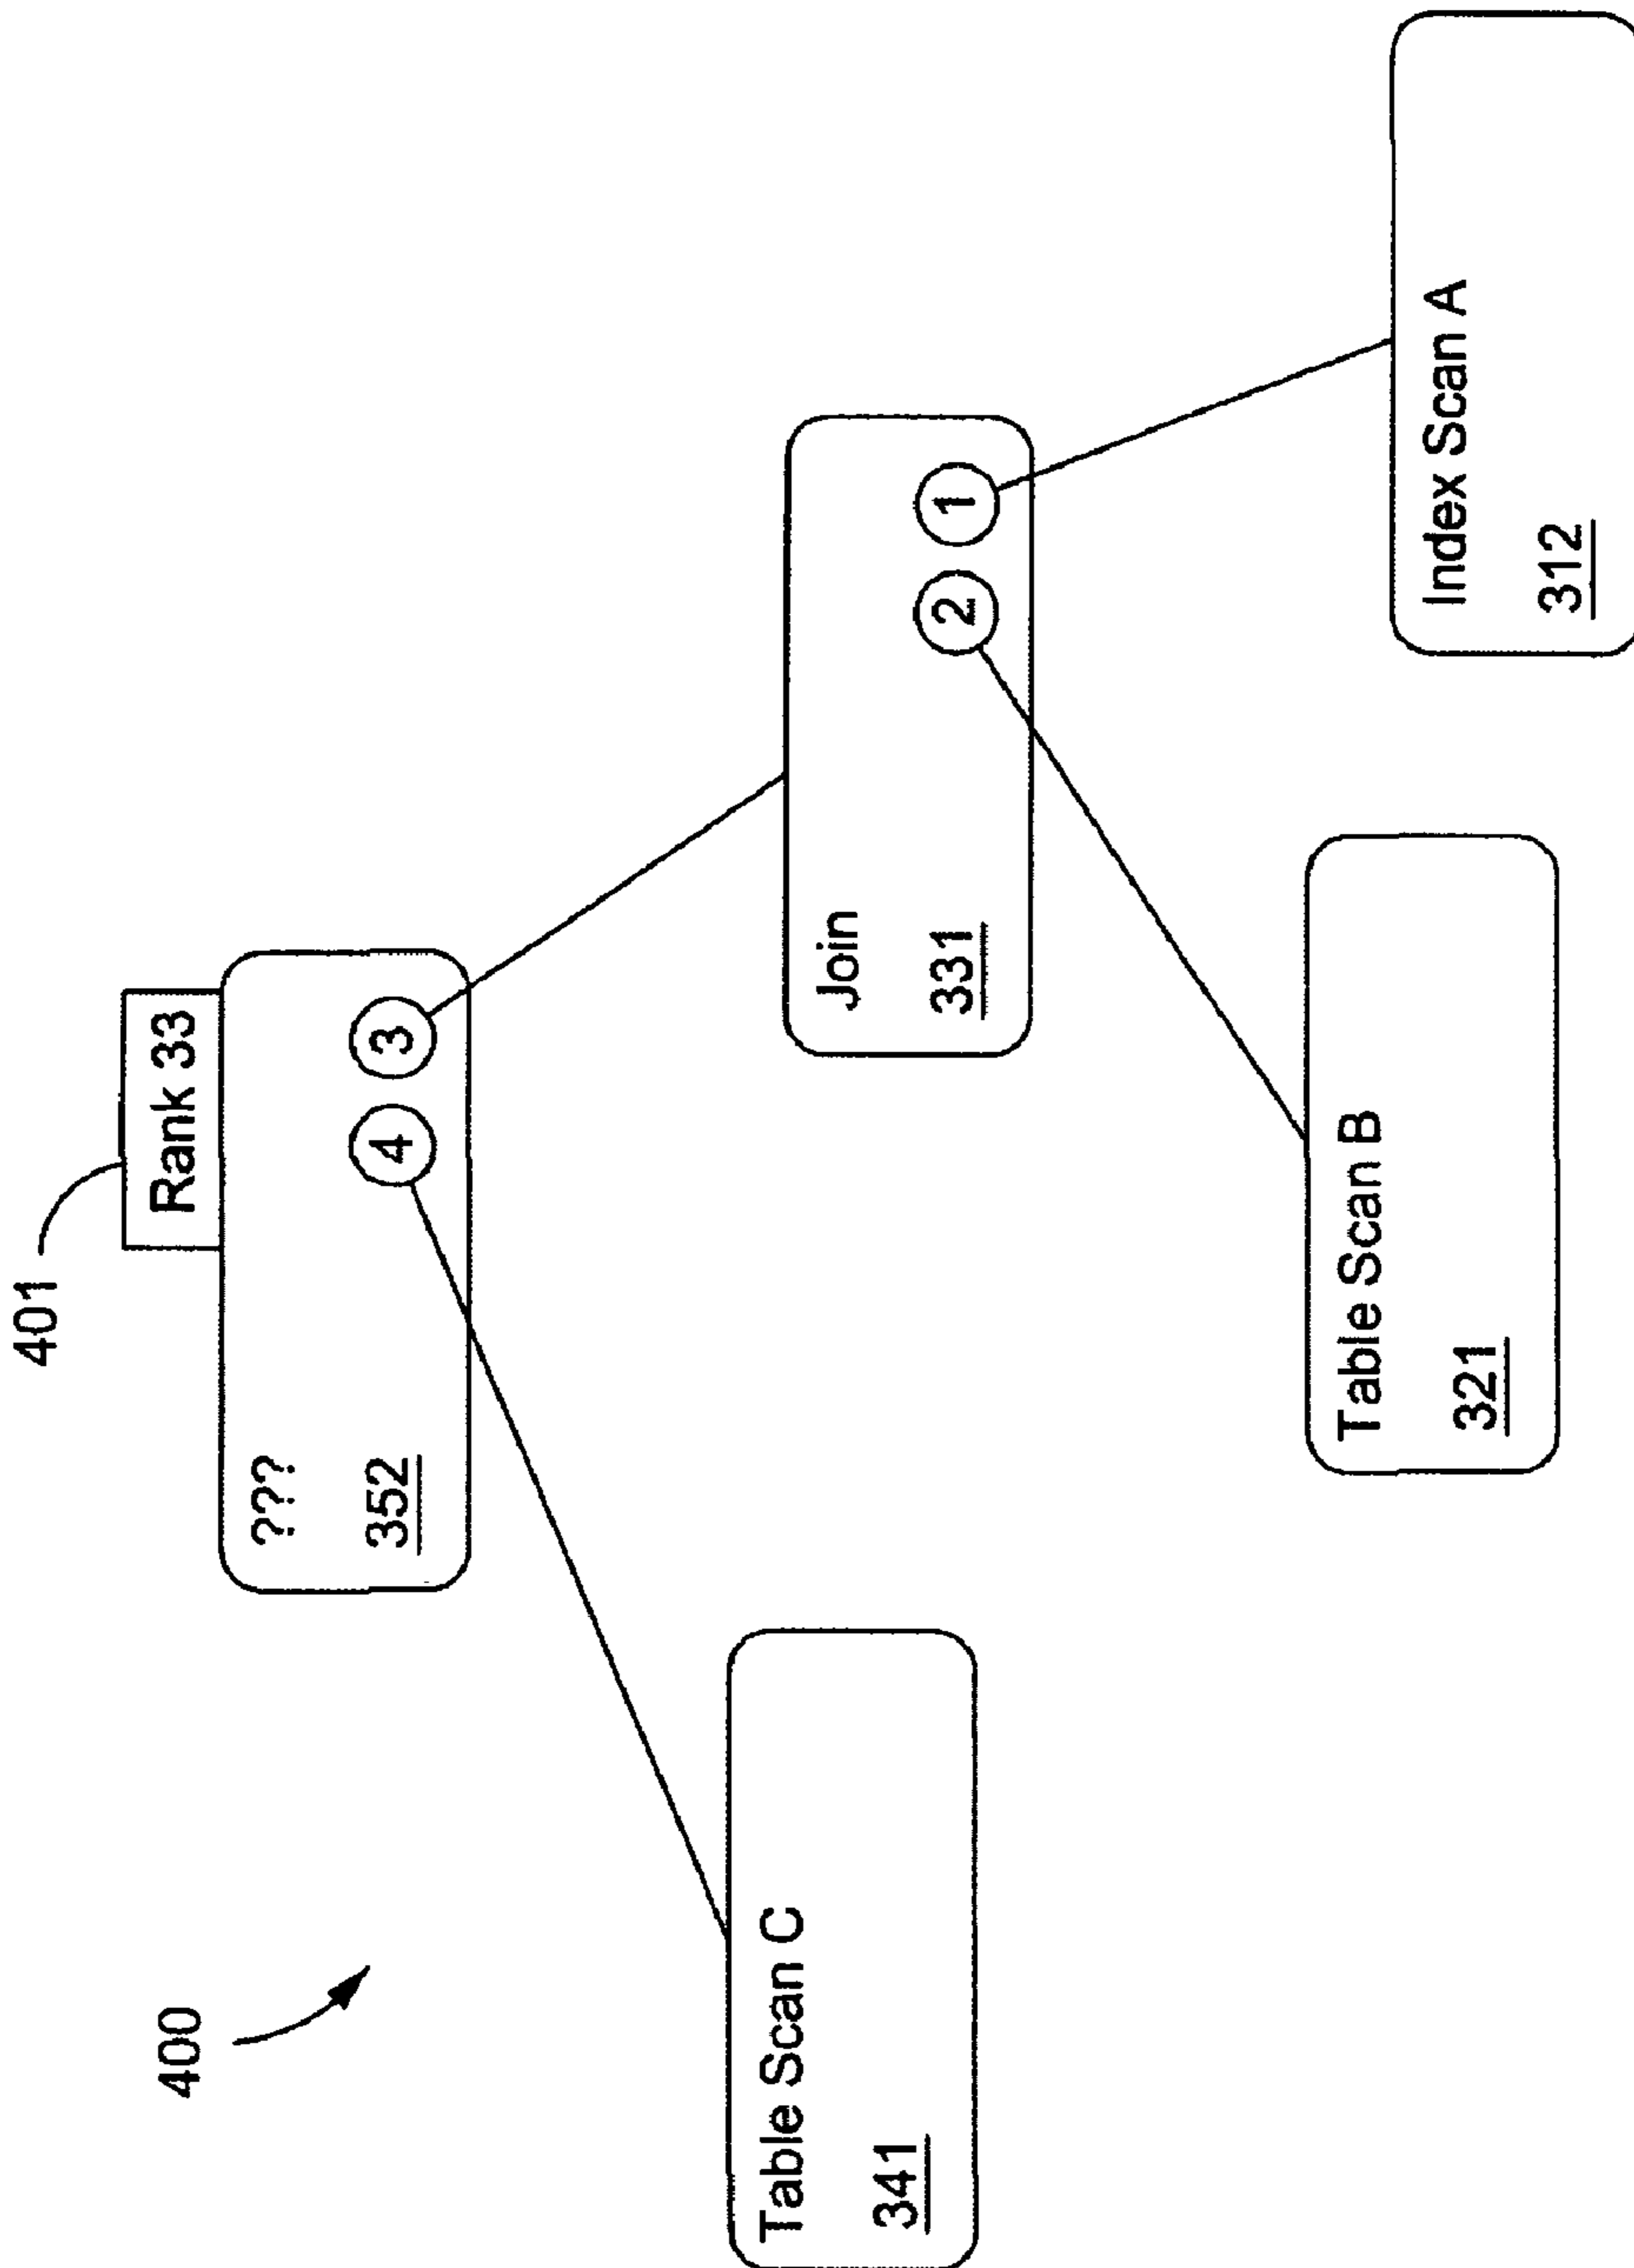 400
401
Rank 33
???
352
4
3
Table Scan C
341
Join
331
2
1
Table Scan B
321
Index Scan A
312